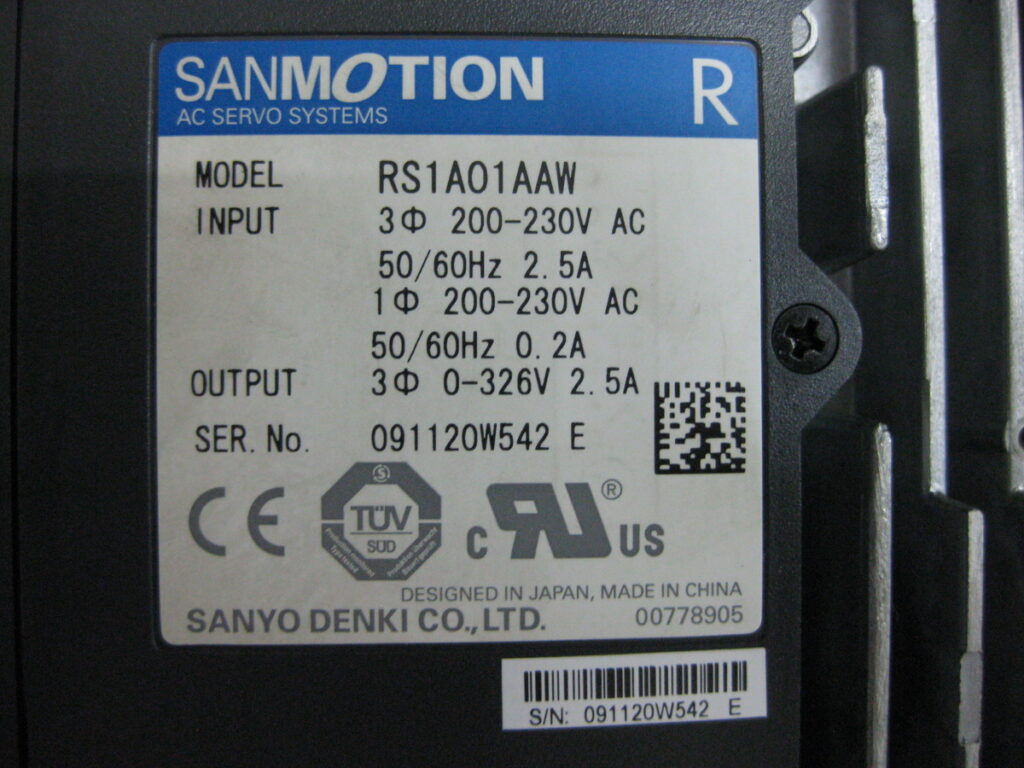 SANMOTION R
AC SERVO SYSTEMS
MODEL RS1A01AAW
INPUT 3Φ 200-230V AC
50/60Hz 2.5A
1Φ 200-230V AC
50/60Hz 0.2A
OUTPUT 3Φ 0-326V 2.5A
SER.No. 091120W542 E
CE
TÜV
SÜD
c RU ® US
DESIGNED IN JAPAN, MADE IN CHINA
SANYO DENKI CO.,LTD. 00778905
S/N: 091120W542 E